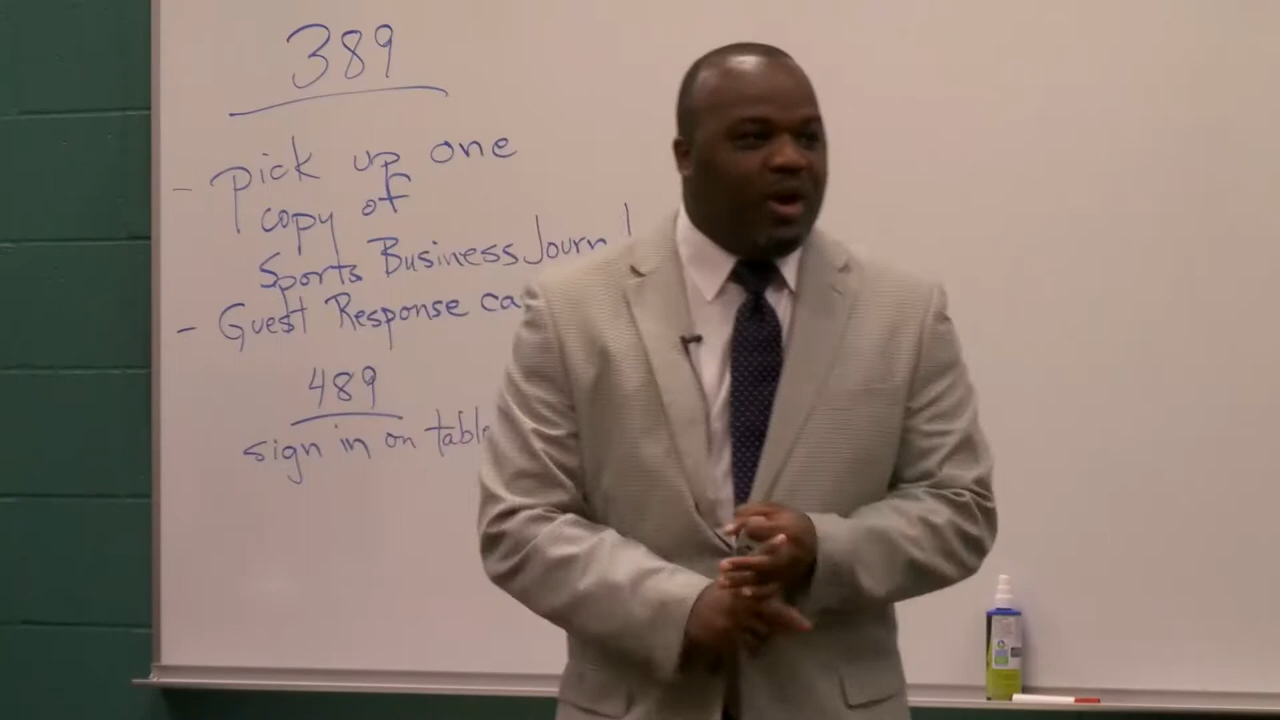 389
- pick up one
copy of
Sports Business Journ
- Guest Response ca
489
sign in on table